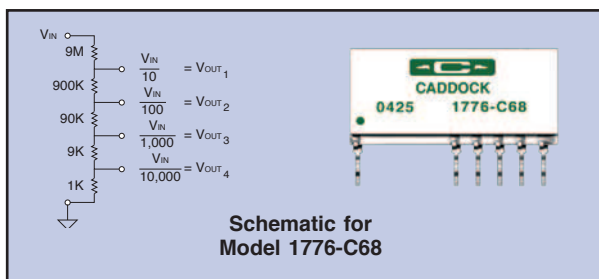 VIN
9M
VIN
10
= VOUT1
900K
VIN
100
= VOUT2
90K
VIN
1,000
= VOUT3
9K
VIN
10,000
= VOUT4
1K
C
CADDOCK
0425 1776-C68
Schematic for
Model 1776-C68